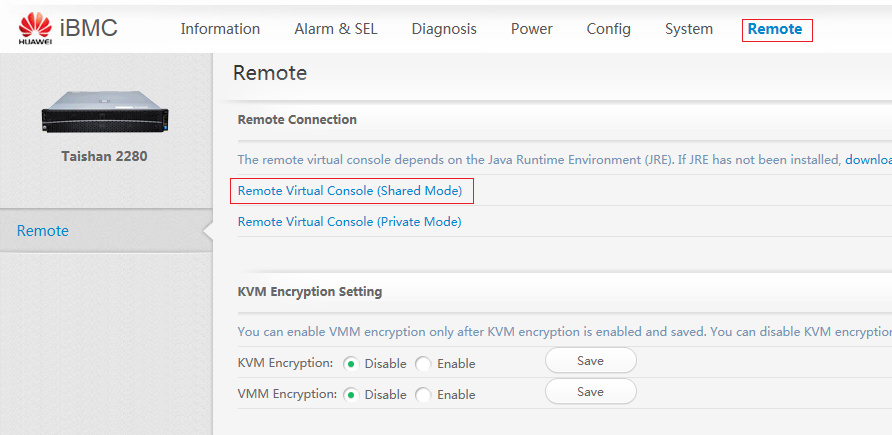 HUAWEI
iBMC
Information Alarm & SEL Diagnosis Power Config System Remote
Taishan 2280
Remote
Remote
Remote Connection
The remote virtual console depends on the Java Runtime Environment (JRE). If JRE has not been installed, downloa
Remote Virtual Console (Shared Mode)
Remote Virtual Console (Private Mode)
KVM Encryption Setting
You can enable VMM encryption only after KVM encryption is enabled and saved. You can disable KVM encryption
KVM Encryption: Disable Enable Save
VMM Encryption: Disable Enable Save